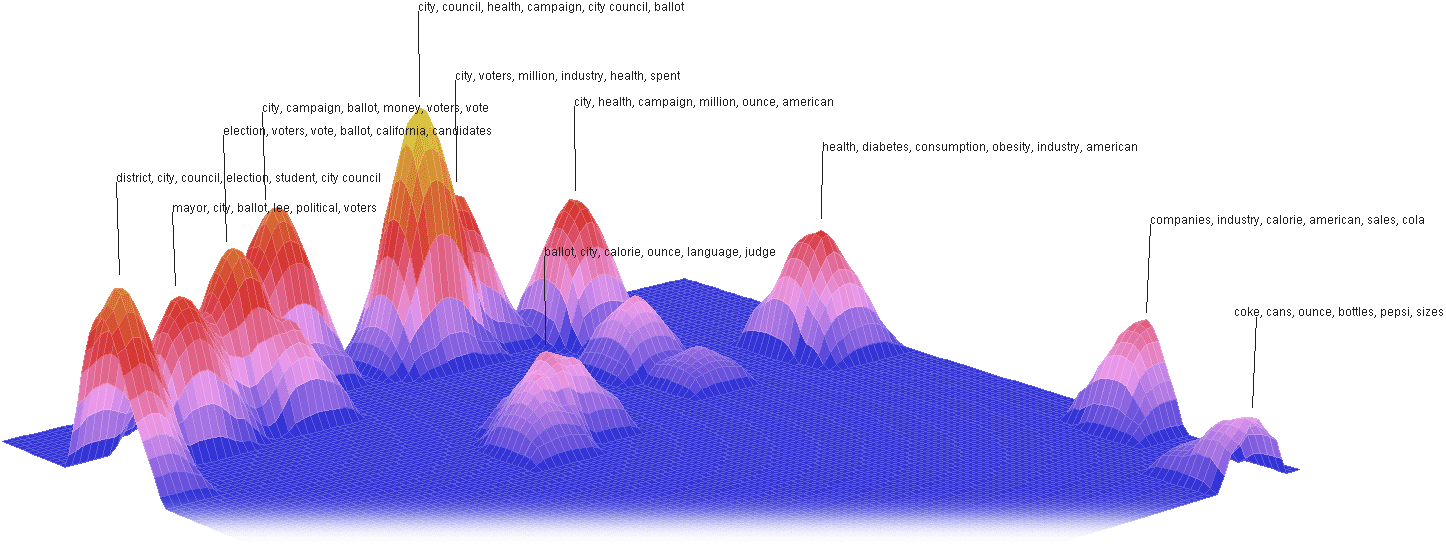 city, council, health, campaign, city council, ballot
city, voters, million, industry, health, spent
city, health, campaign, million, ounce, american
city, campaign, ballot, money, voters, vote
election, voters, vote, ballot, california, candidates
health, diabetes, consumption, obesity, industry, american
district, city, council, election, student, city council
mayor, city, ballot, lee, political, voters
companies, industry, calorie, american, sales, cola
ballot, city, calorie, ounce, language, judge
coke, cans, ounce, bottles, pepsi, sizes